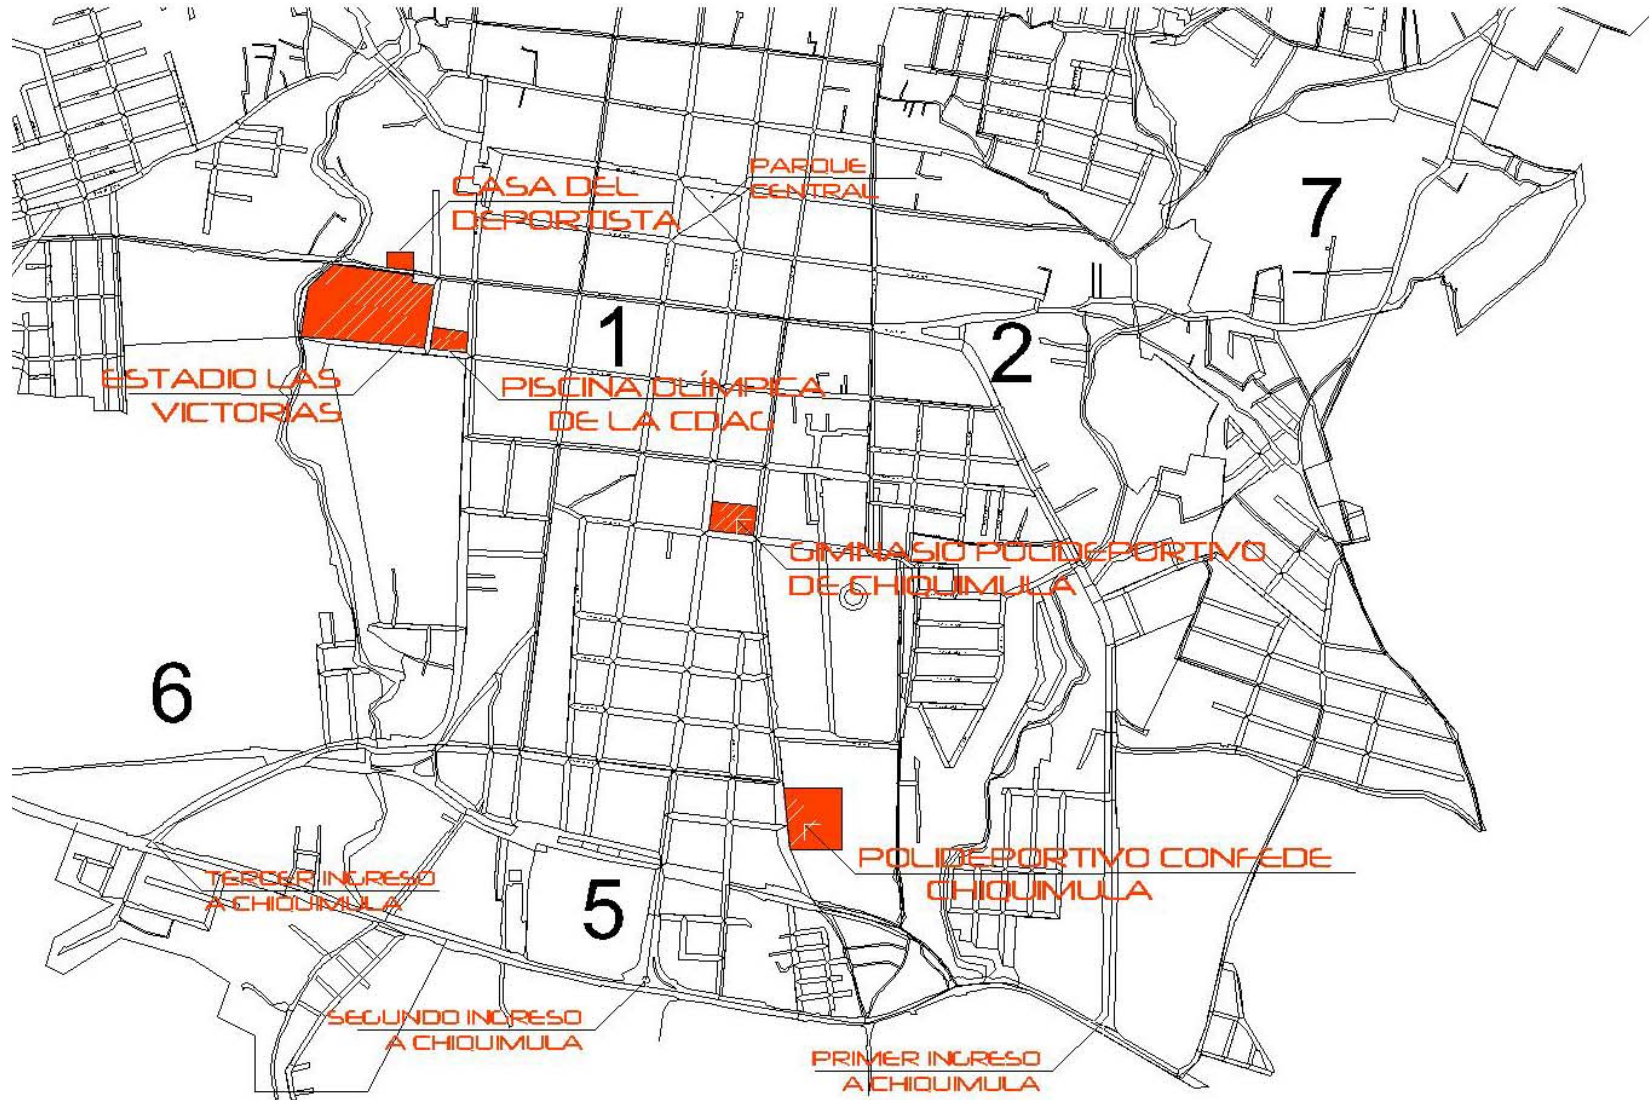 PARQUE
CENTRAL
CASA DEL
DEPORTISTA
7
1
2
ESTADIO LAS
VICTORIAS
PISCINA OLÍMPICA
DE LA CDAG
GIMNASIO POLIDEPORTIVO
DE CHIQUIMULA
6
POLIDEPORTIVO CONFEDE
CHIQUIMULA
TERCER INGRESO
A CHIQUIMULA
5
SEGUNDO INGRESO
A CHIQUIMULA
PRIMER INGRESO
A CHIQUIMULA